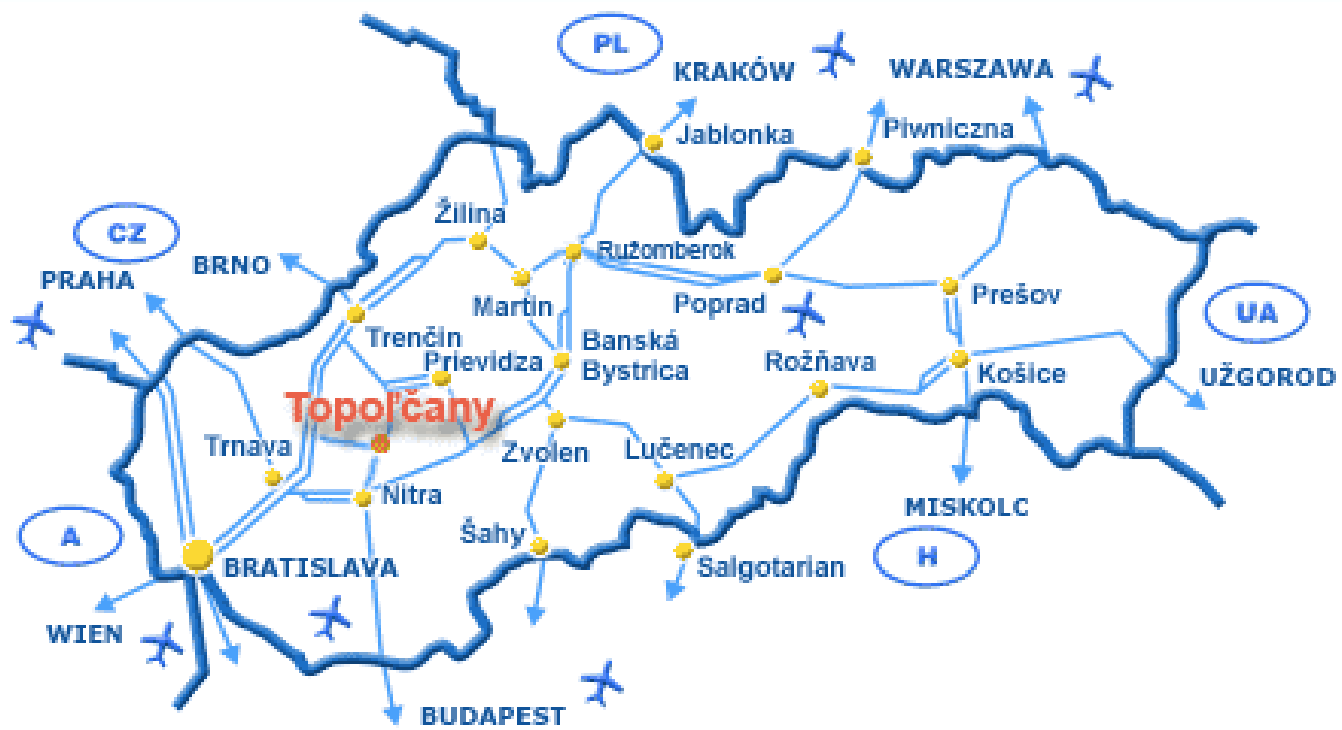 PL
KRAKÓW
WARSZAWA
Jablonka
Piwniczna
CZ
Žilina
BRNO
Ružomberok
PRAHA
Martin
Poprad
Prešov
UA
Trenčin
Prievidza
Banská
Bystrica
Rožňava
Košice
UŽGOROD
Topoľčany
Trnava
Zvolen
Lučenec
Nitra
MISKOLC
A
Šahy
H
BRATISLAVA
Salgotarian
WIEN
BUDAPEST